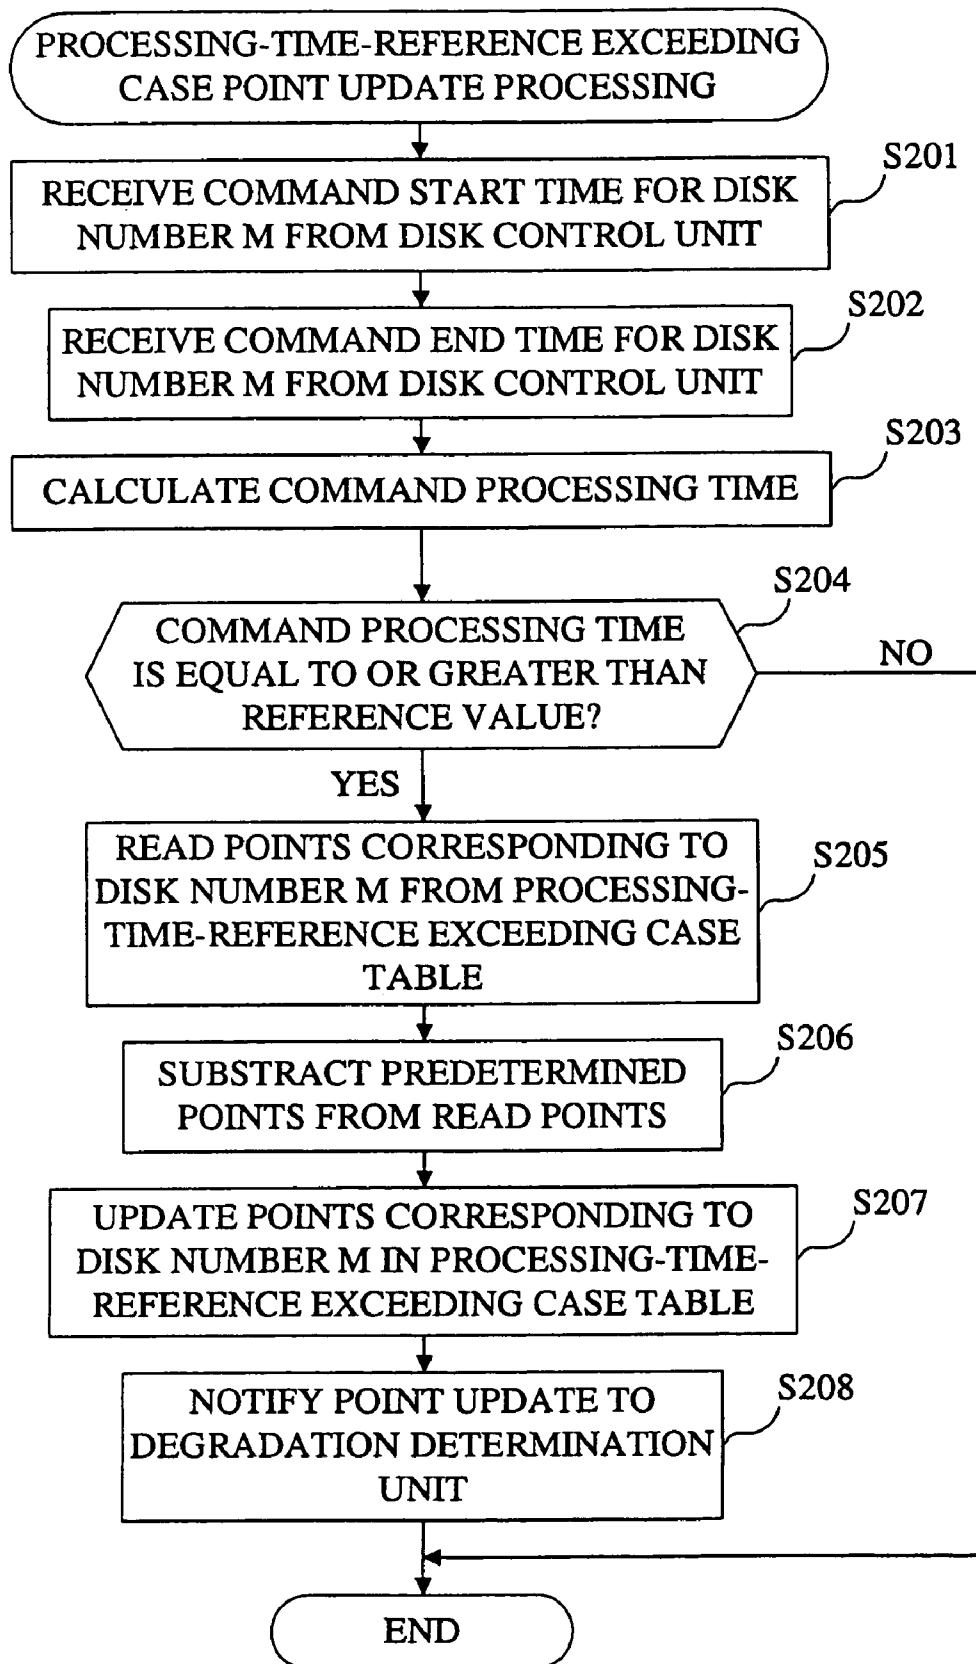 PROCESSING-TIME-REFERENCE EXCEEDING
CASE POINT UPDATE PROCESSING
S201
RECEIVE COMMAND START TIME FOR DISK
NUMBER M FROM DISK CONTROL UNIT
S202
RECEIVE COMMAND END TIME FOR DISK
NUMBER M FROM DISK CONTROL UNIT
S203
CALCULATE COMMAND PROCESSING TIME
S204
COMMAND PROCESSING TIME
IS EQUAL TO OR GREATER THAN
REFERENCE VALUE?
NO
YES
READ POINTS CORRESPONDING TO
DISK NUMBER M FROM PROCESSING-
TIME-REFERENCE EXCEEDING CASE
TABLE
S205
S206
SUBSTRACT PREDETERMINED
POINTS FROM READ POINTS
S207
UPDATE POINTS CORRESPONDING TO
DISK NUMBER M IN PROCESSING-TIME-
REFERENCE EXCEEDING CASE TABLE
S208
NOTIFY POINT UPDATE TO
DEGRADATION DETERMINATION
UNIT
END